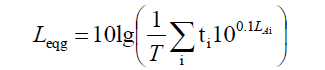 L_eqg = 10lg(1/T ∑_i t_i 10^{0.1L_Ai})